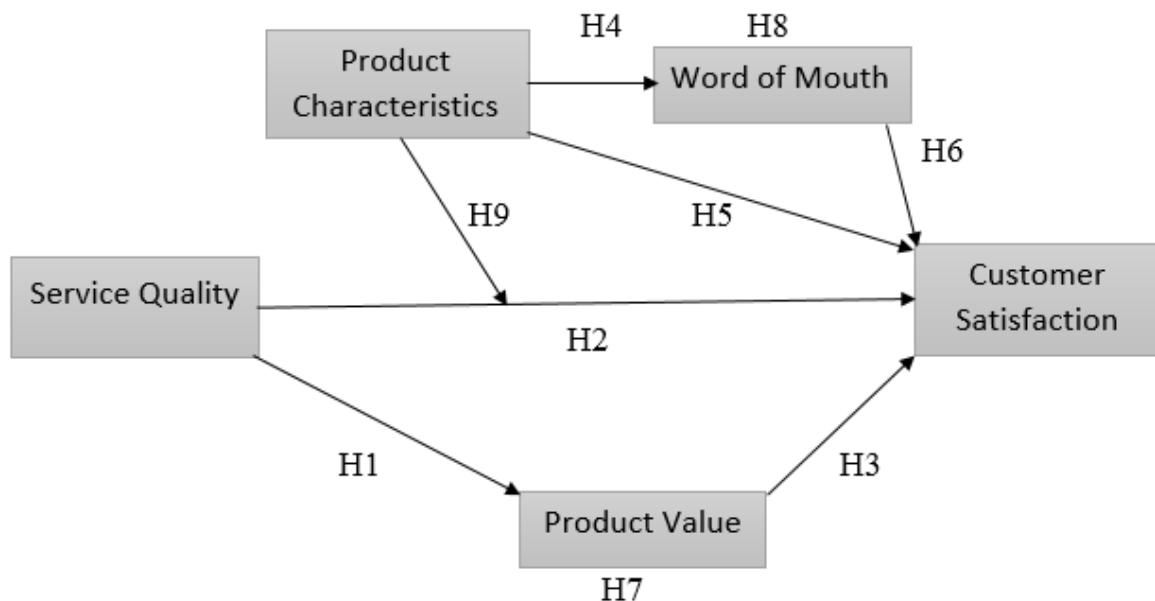 H4
H8
Product
Characteristics
Word of Mouth
H6
H9
H5
Service Quality
Customer
Satisfaction
H2
H1
H3
Product Value
H7